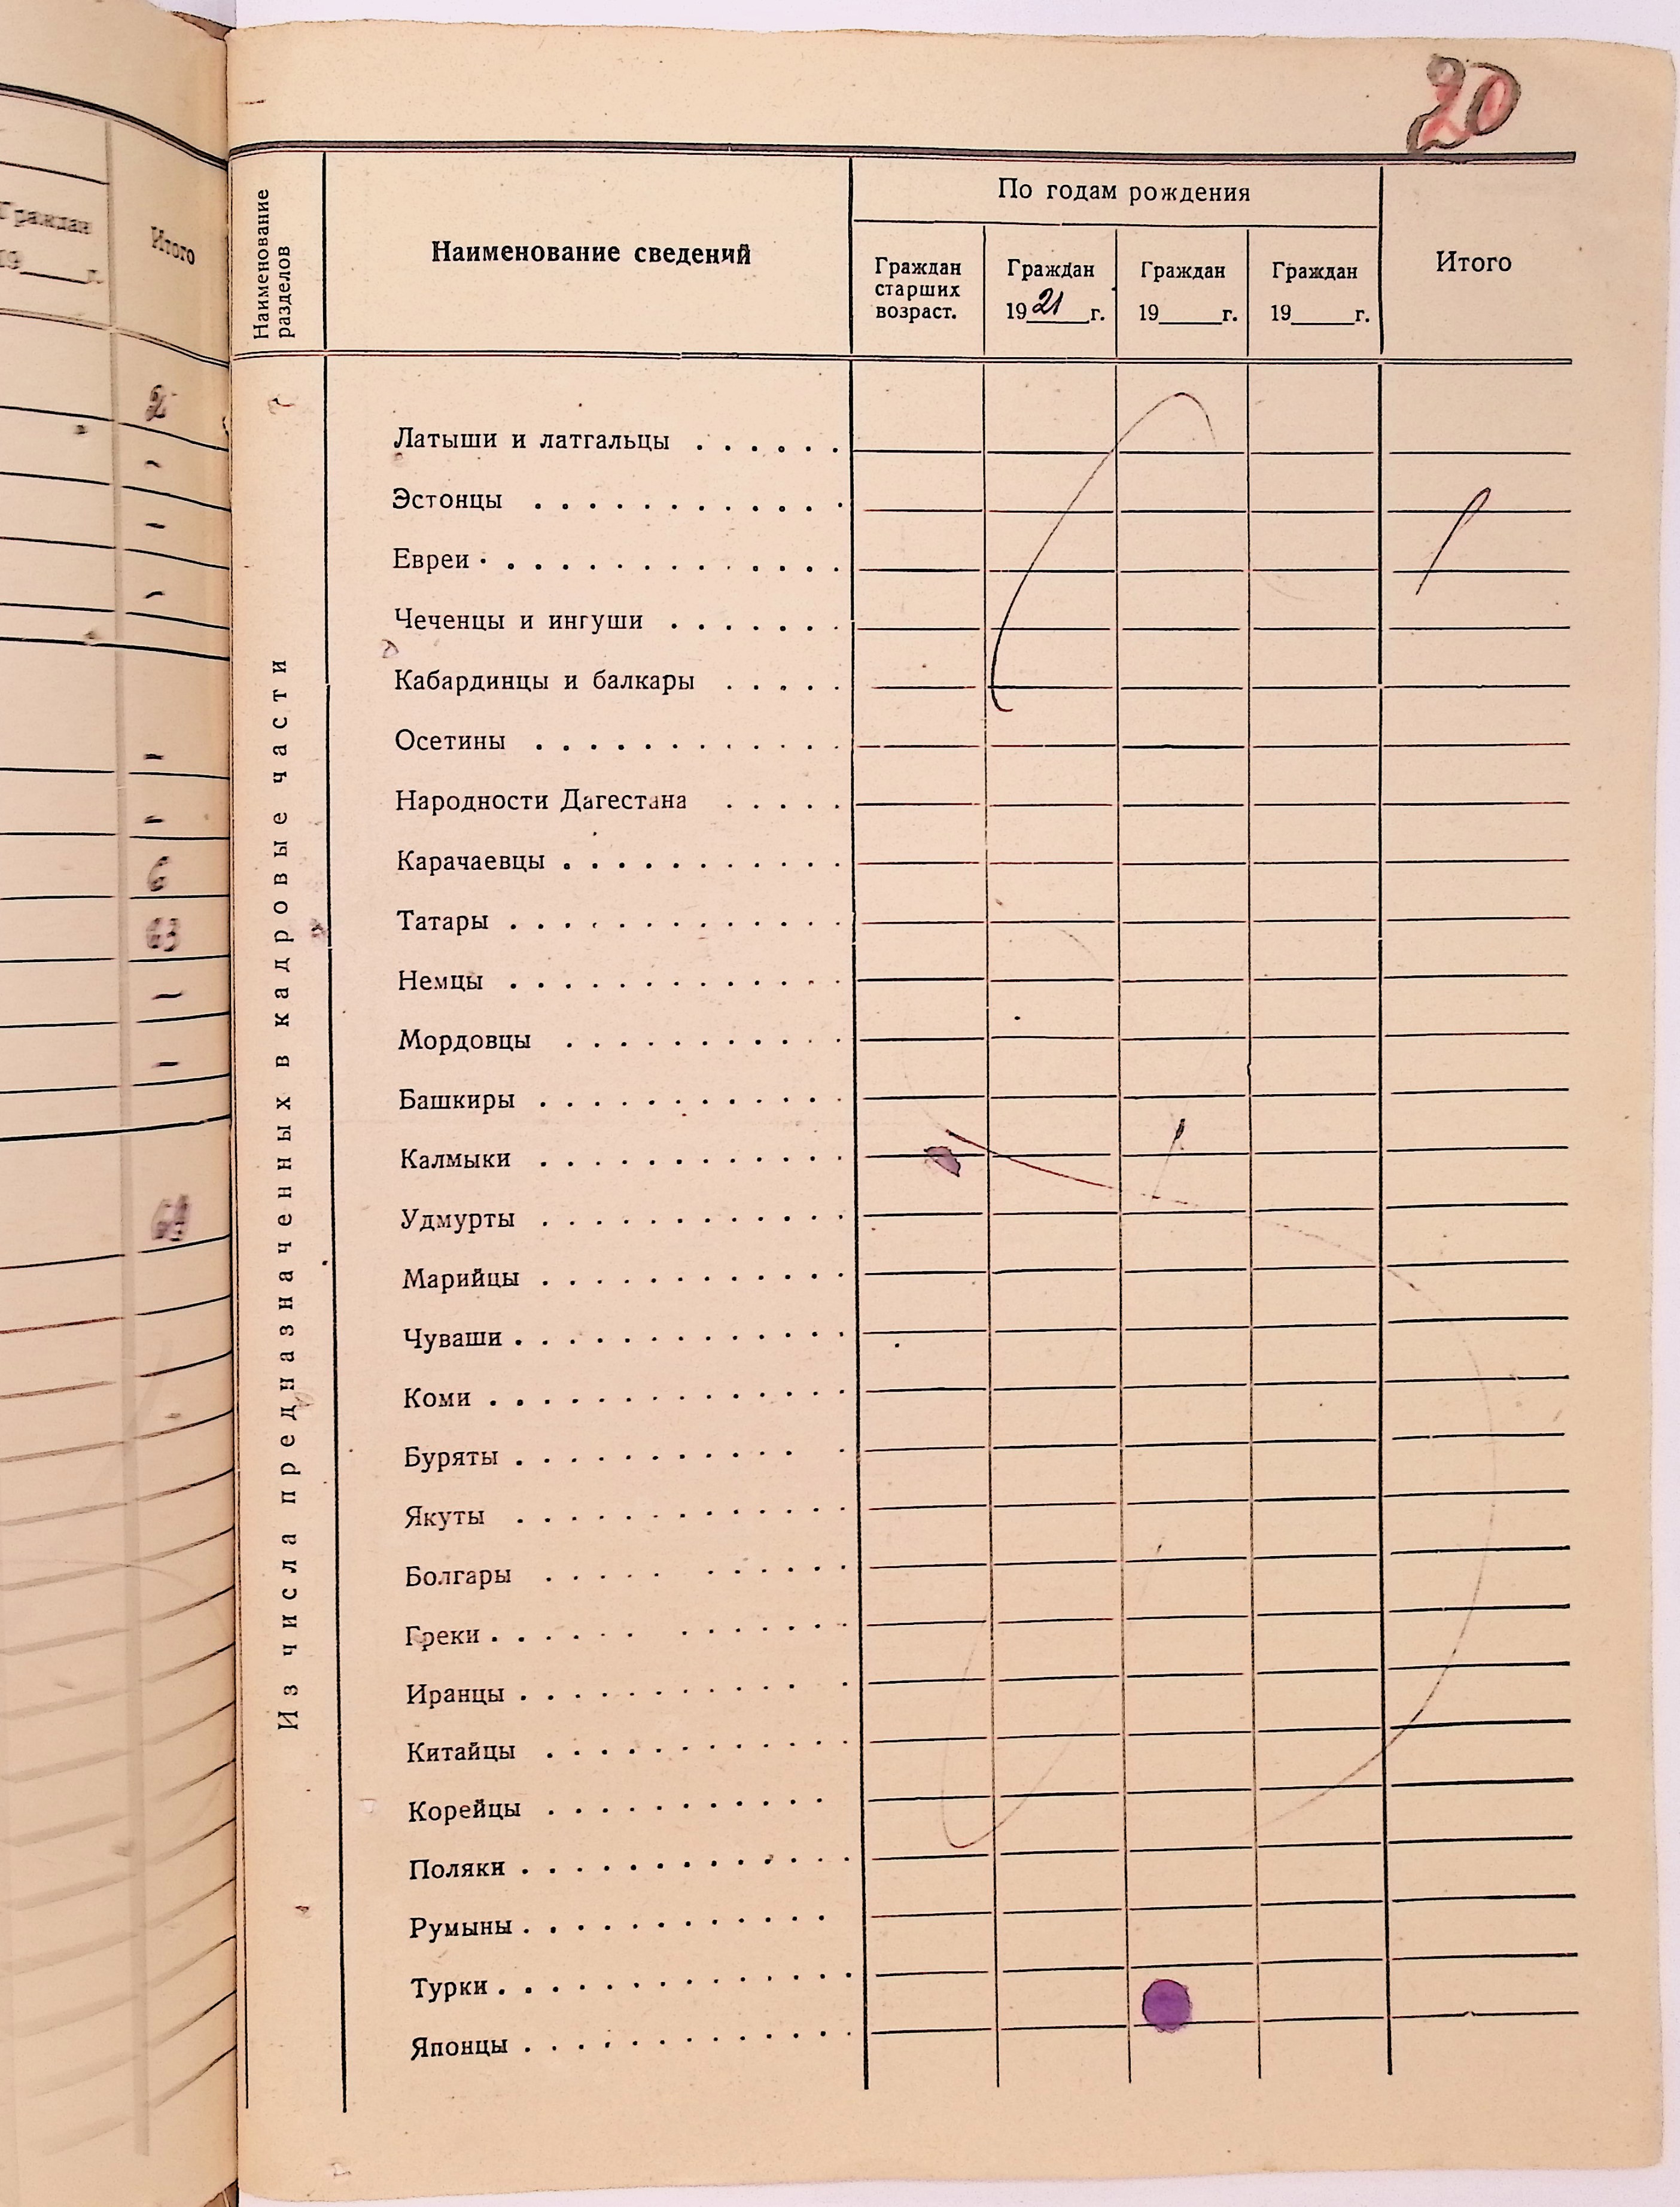 Граждан
19 г.
Итого
2
-
-
-
-
-
6
63
-
-
20
Наименование разделов
Наименование сведений
По годам рождения
Граждан старших возраст.
Граждан 1921 г.
Граждан 19 г.
Граждан 19 г.
Итого
Из числа предназначенных в кадровые части
Латыши и латгальцы
Эстонцы
Евреи
Чеченцы и ингуши
Кабардинцы и балкары
Осетины
Народности Дагестана
Карачаевцы
Татары
Немцы
Мордовцы
Башкиры
Калмыки
Удмурты
Марийцы
Чуваши
Коми
Буряты
Якуты
Болгары
Греки
Иранцы
Китайцы
Корейцы
Поляки
Румыны
Турки
Японцы